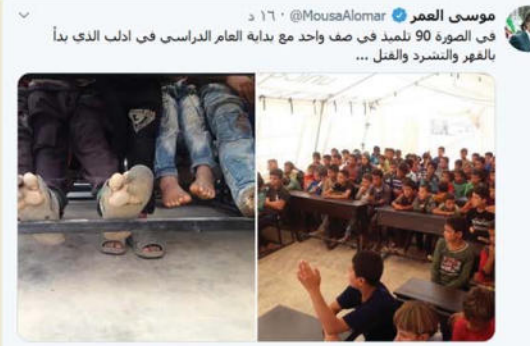 موسى العمر @MousaAlomar · ١٦ د
في الصورة 90 تلميذ في صف واحد مع بداية العام الدراسي في ادلب الذي بدأ
بالقهر والتشرد والقتل ...